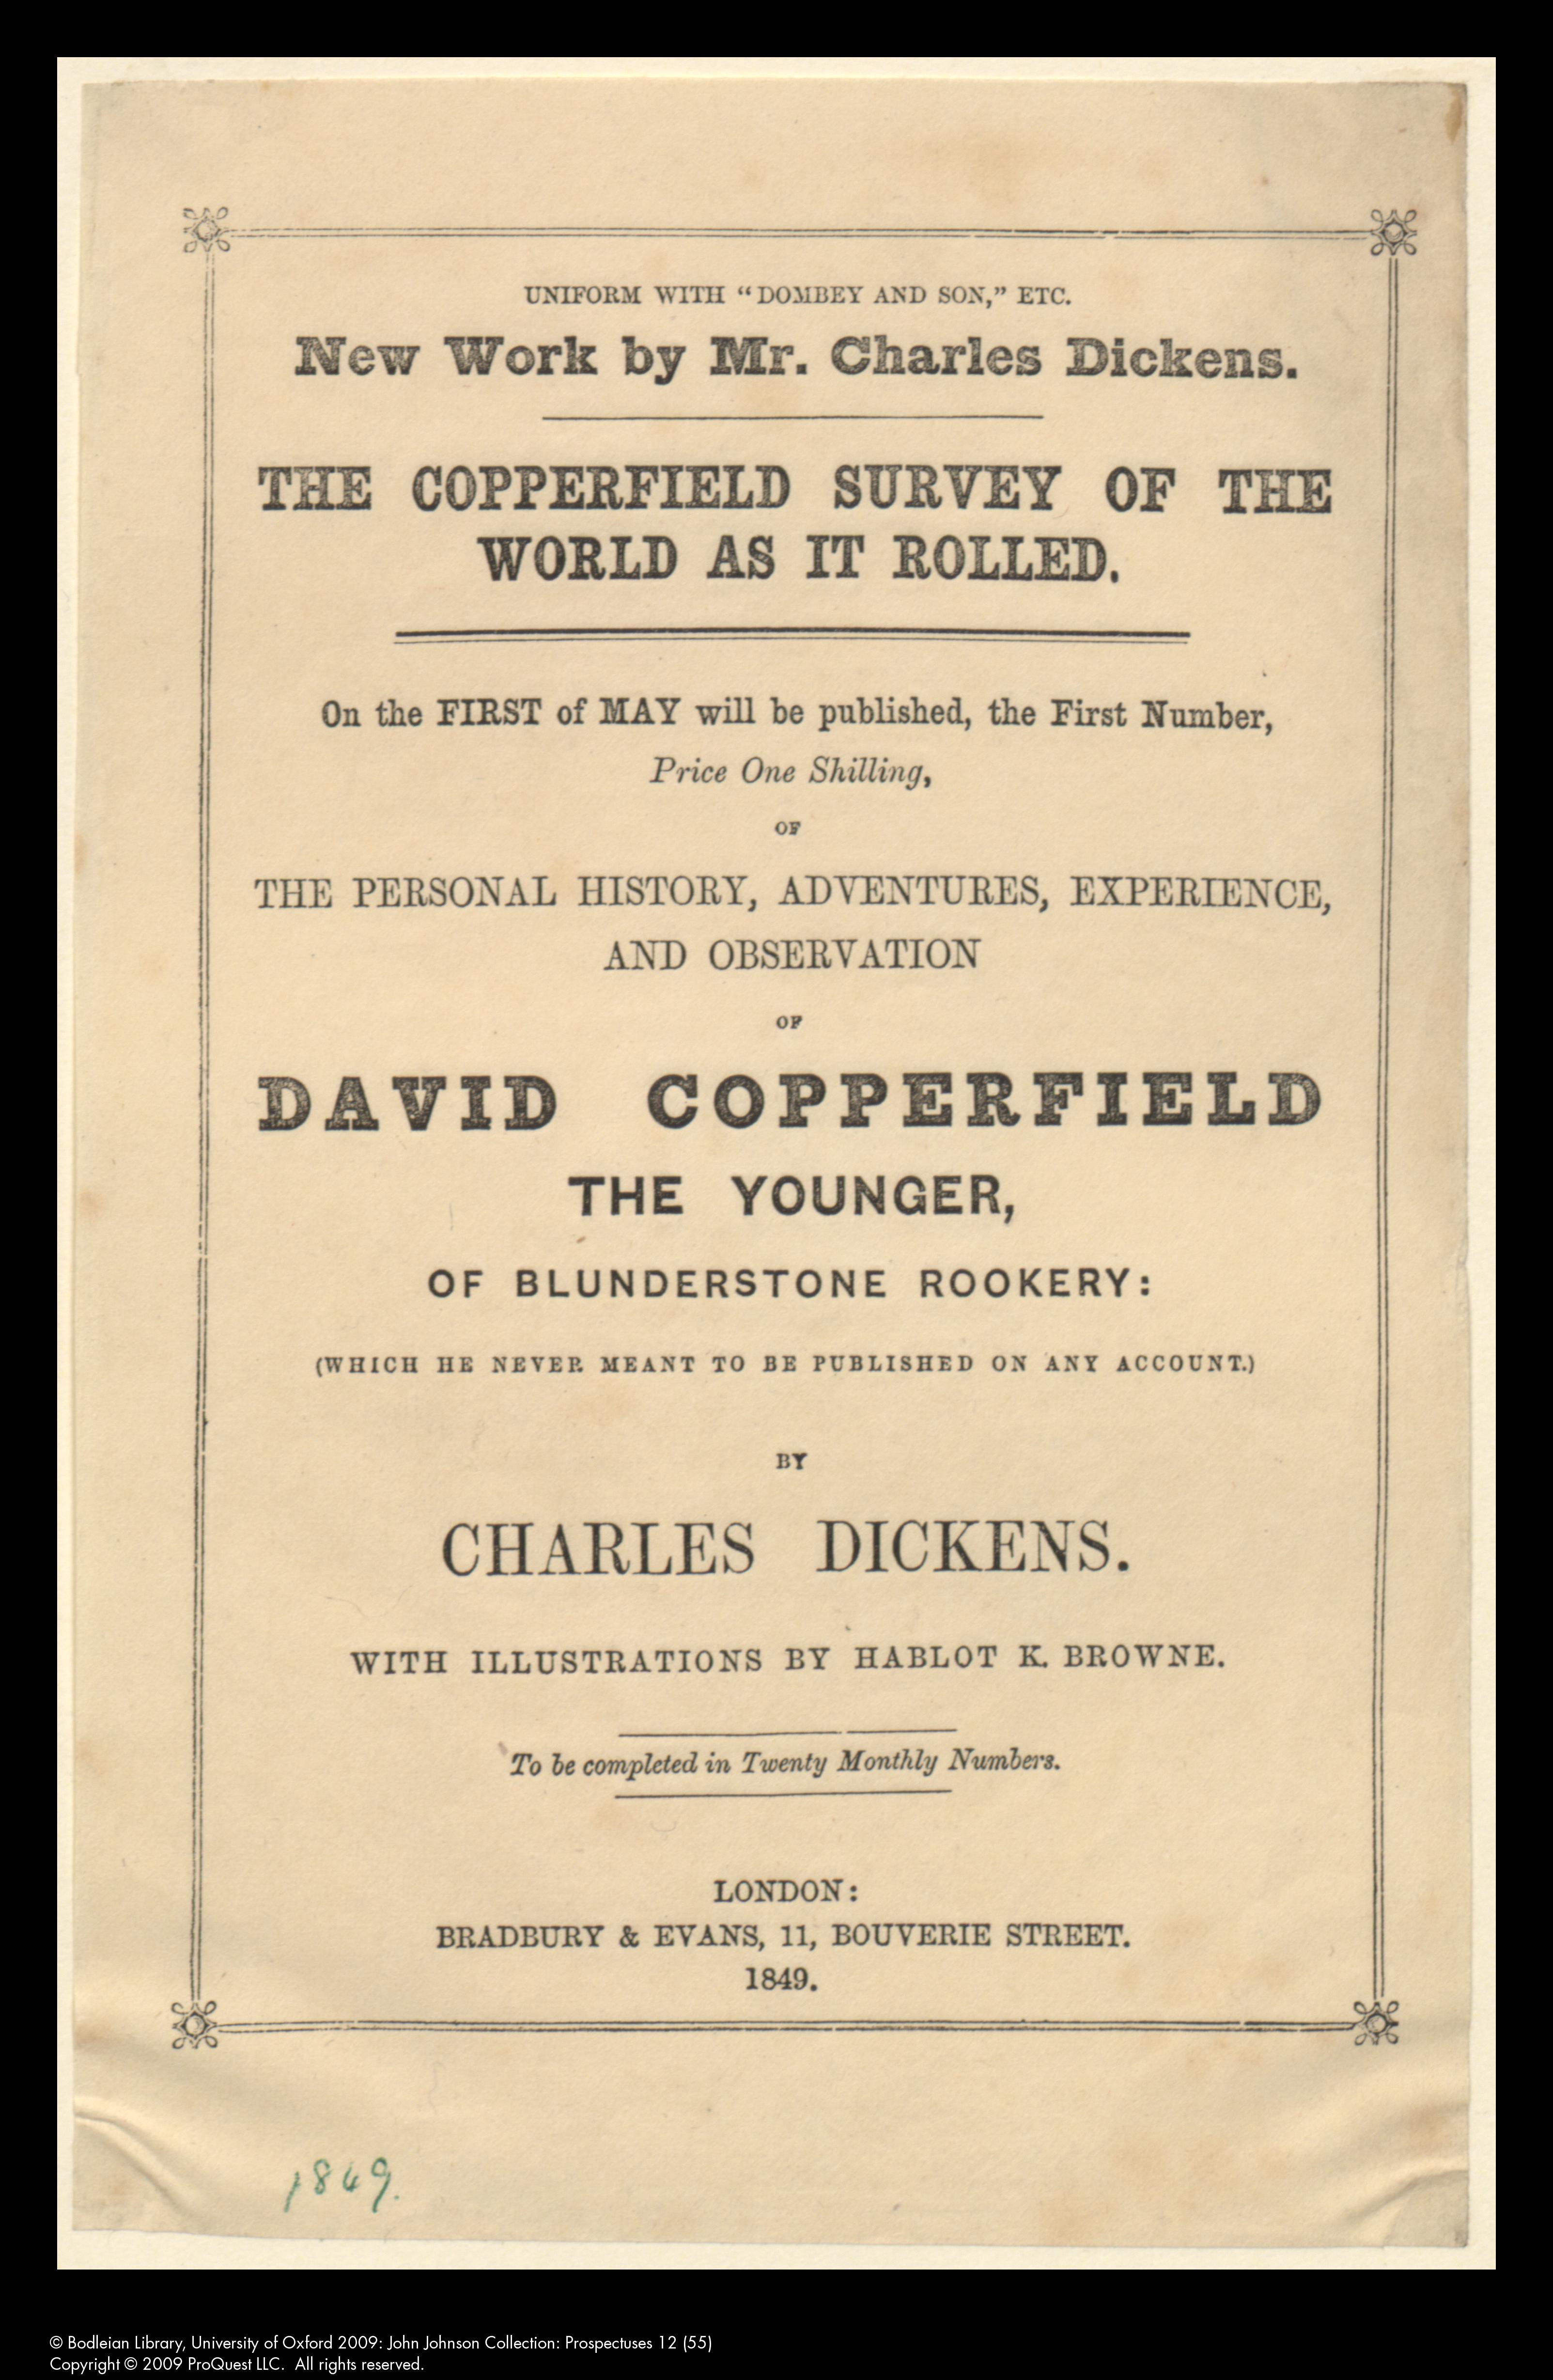 UNIFORM WITH “DOMBEY AND SON,” ETC.
New Work by Mr. Charles Dickens.
THE COPPERFIELD SURVEY OF THE
WORLD AS IT ROLLED.
On the FIRST of MAY will be published, the First Number,
Price One Shilling,
OF
THE PERSONAL HISTORY, ADVENTURES, EXPERIENCE,
AND OBSERVATION
OF
DAVID COPPERFIELD
THE YOUNGER,
OF BLUNDERSTONE ROOKERY:
(WHICH HE NEVER MEANT TO BE PUBLISHED ON ANY ACCOUNT.)
BY
CHARLES DICKENS.
WITH ILLUSTRATIONS BY HABLOT K. BROWNE.
To be completed in Twenty Monthly Numbers.
LONDON:
BRADBURY & EVANS, 11, BOUVERIE STREET.
1849.
1849.
© Bodleian Library, University of Oxford 2009: John Johnson Collection: Prospectuses 12 (55)
Copyright © 2009 ProQuest LLC. All rights reserved.